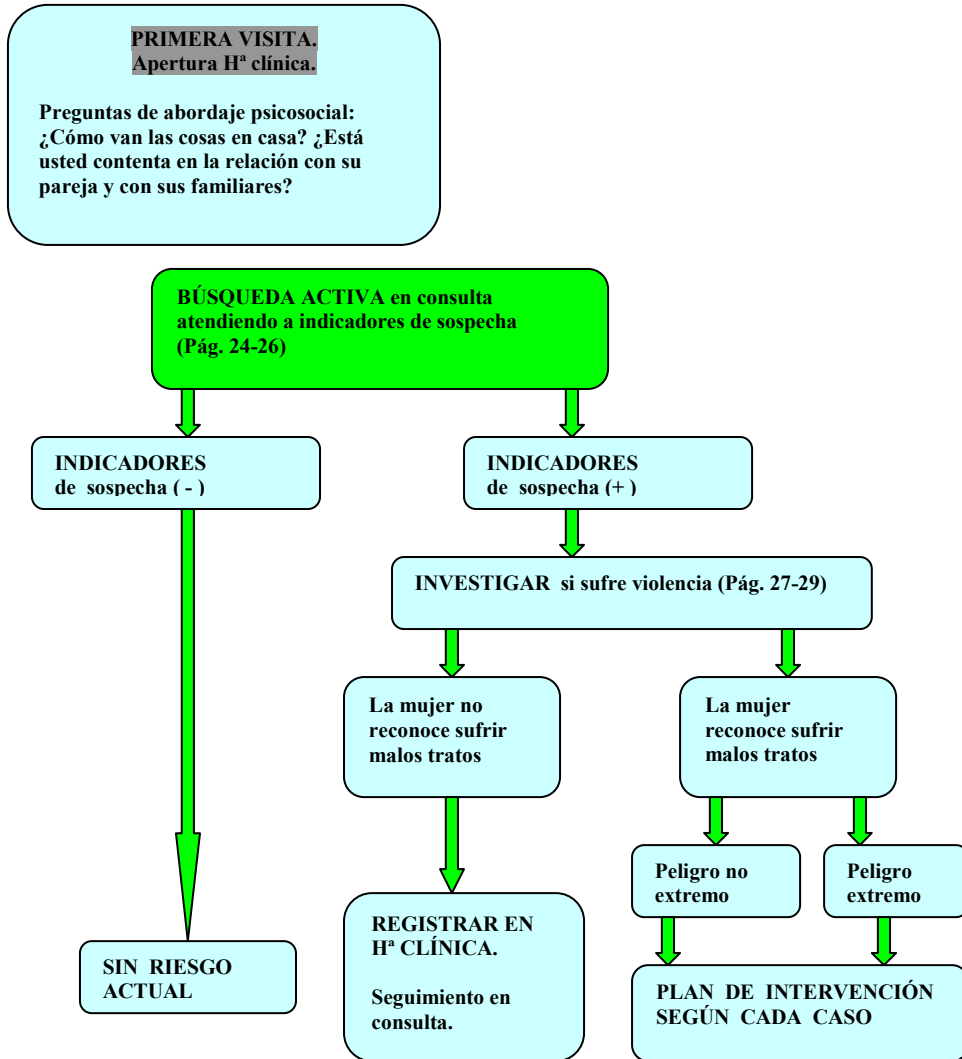 PRIMERA VISITA.
Apertura Hª clínica.
Preguntas de abordaje psicosocial:
¿Cómo van las cosas en casa? ¿Está
usted contenta en la relación con su
pareja y con sus familiares?
BÚSQUEDA ACTIVA en consulta
atendiendo a indicadores de sospecha
(Pág. 24-26)
INDICADORES
de sospecha ( - )
INDICADORES
de sospecha (+ )
INVESTIGAR si sufre violencia (Pág. 27-29)
La mujer no
reconoce sufrir
malos tratos
La mujer
reconoce sufrir
malos tratos
Peligro no
extremo
Peligro
extremo
SIN RIESGO
ACTUAL
REGISTRAR EN
Hª CLÍNICA.
Seguimiento en
consulta.
PLAN DE INTERVENCIÓN
SEGÚN CADA CASO